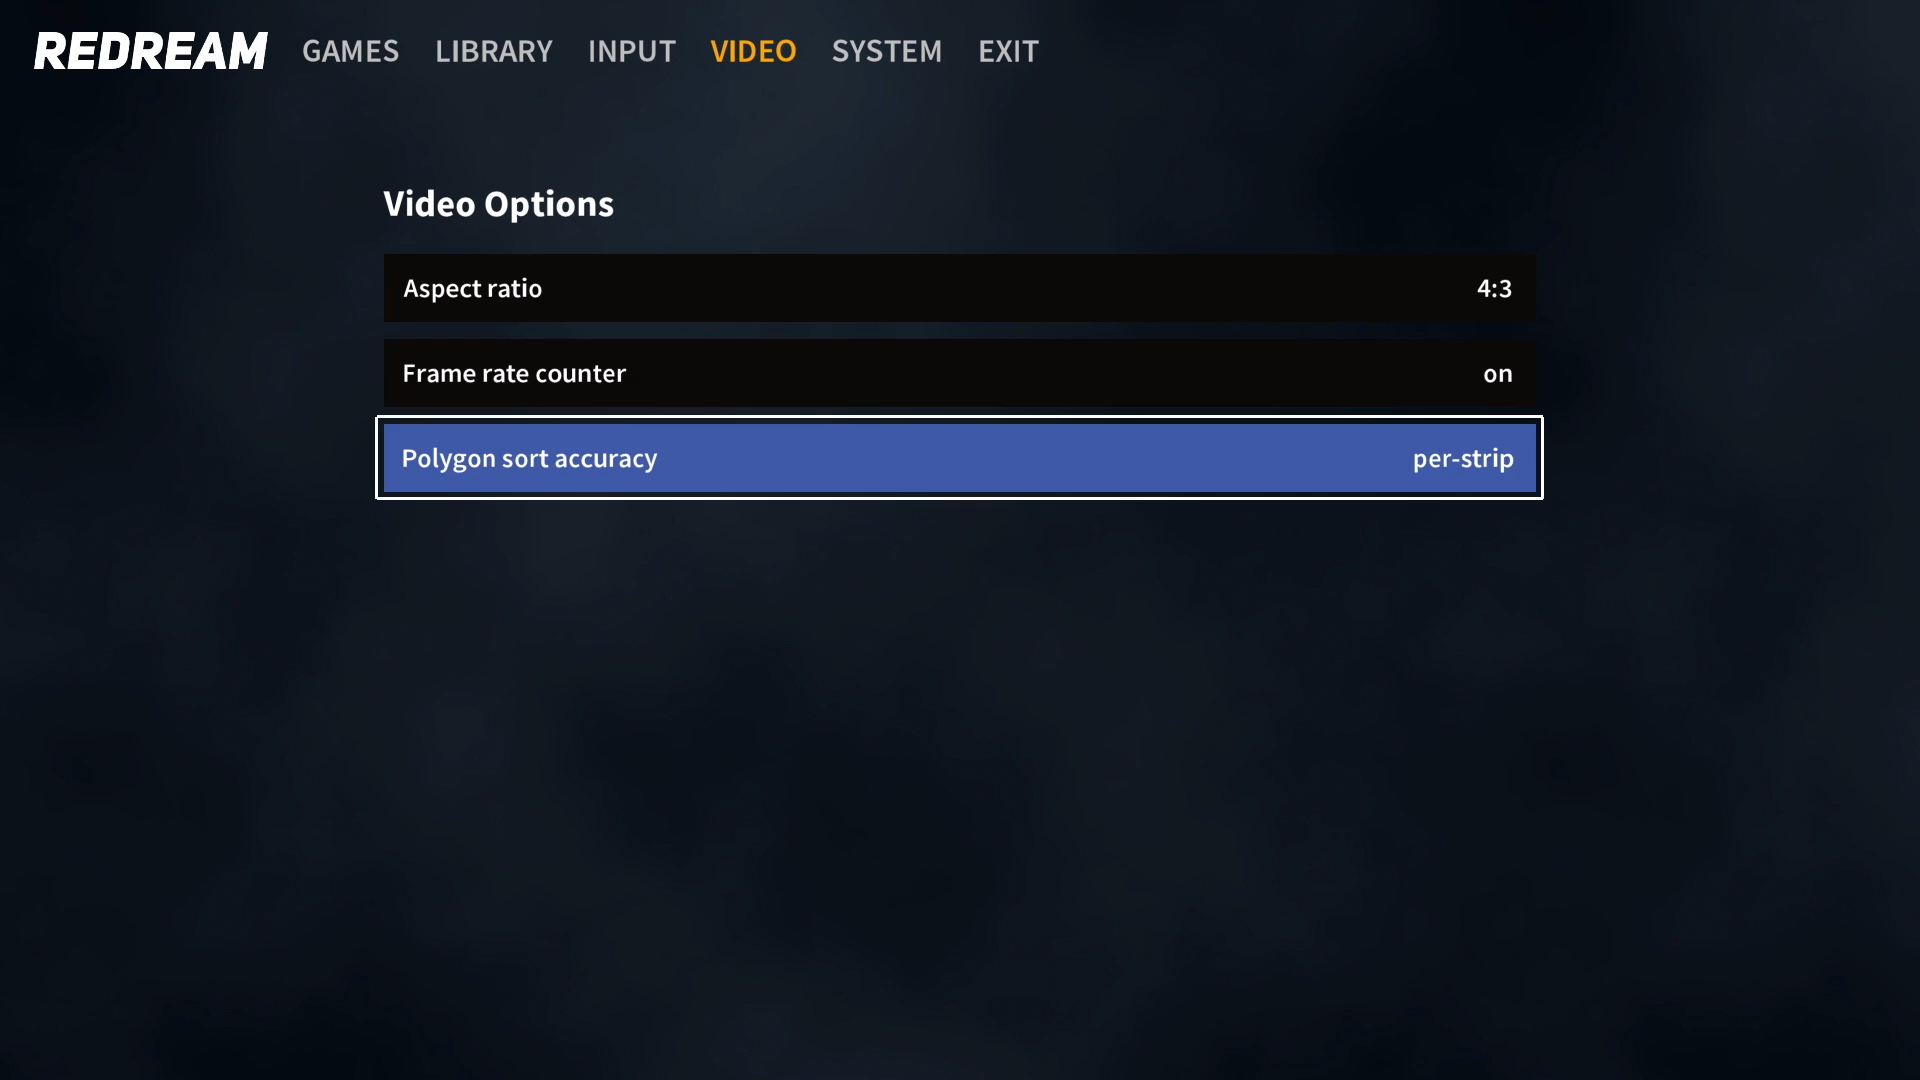 REDREAM GAMES LIBRARY INPUT VIDEO SYSTEM EXIT
Video Options
Aspect ratio 4:3
Frame rate counter on
Polygon sort accuracy per-strip